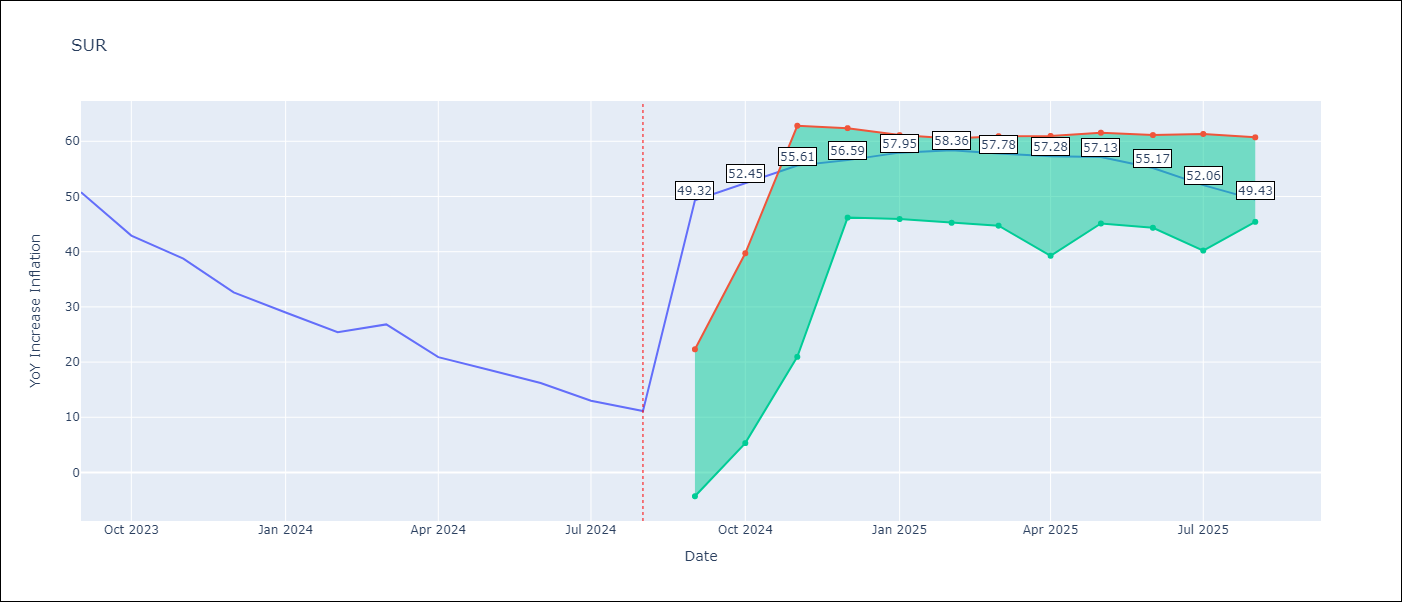 SUR
YoY Increase Inflation
60
50
40
30
20
10
0
49.32
52.45
55.61
56.59
57.95
58.36
57.78
57.28
57.13
55.17
52.06
49.43
Oct 2023
Jan 2024
Apr 2024
Jul 2024
Oct 2024
Jan 2025
Apr 2025
Jul 2025
Date